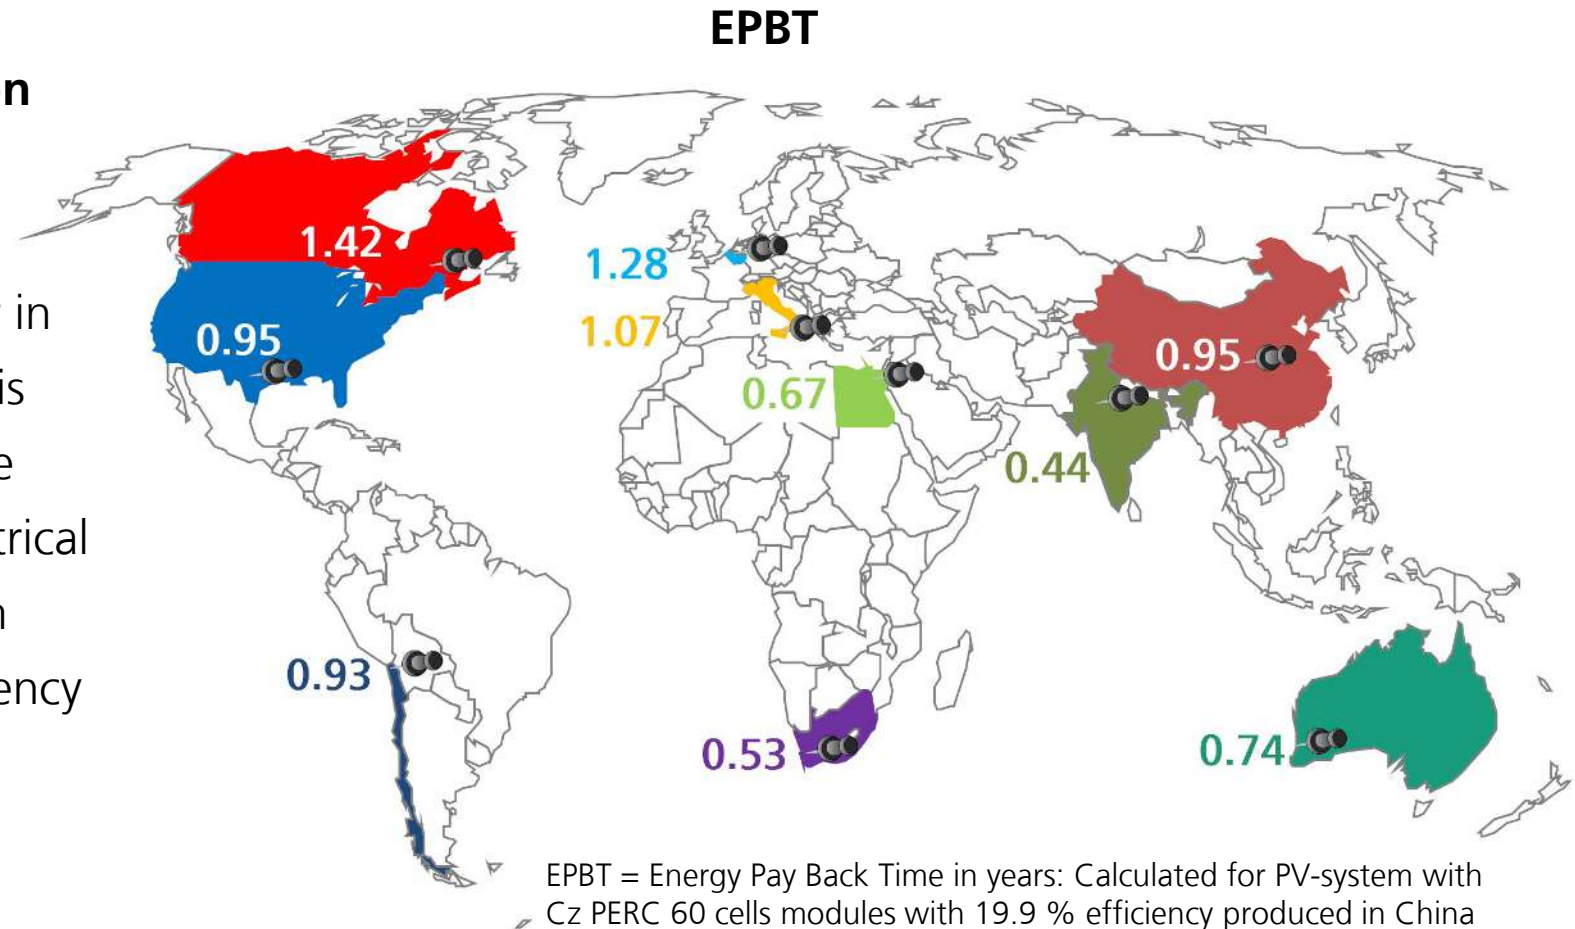 EPBT
on
r in
is
e
trical
n
ency
1.42
0.95
1.28
1.07
0.67
0.95
0.44
0.93
0.53
0.74
EPBT = Energy Pay Back Time in years: Calculated for PV-system with
Cz PERC 60 cells modules with 19.9 % efficiency produced in China